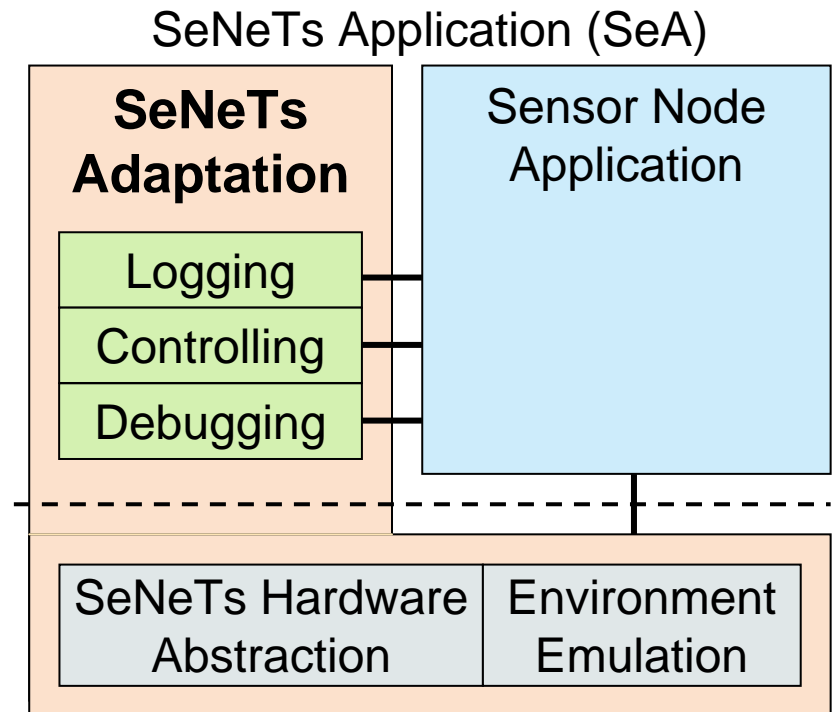 SeNeTs Application (SeA)
SeNeTs
Adaptation
Logging
Controlling
Debugging
Sensor Node
Application
SeNeTs Hardware
Abstraction
Environment
Emulation